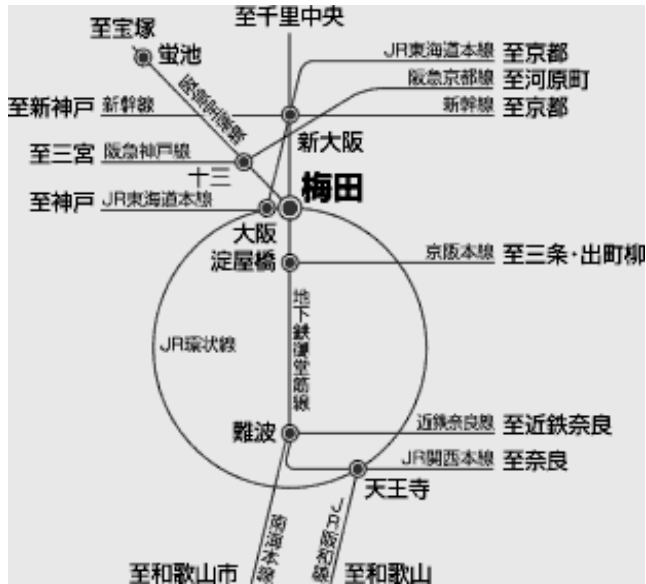 至千里中央
至宝塚
蛍池
JR東海道本線 至京都
阪急京都線 至河原町
阪急宝塚線
至新神戸 新幹線
新幹線 至京都
新大阪
至三宮 阪急神戸線
十三
梅田
至神戸 JR東海道本線
大阪
淀屋橋
京阪本線 至三条・出町柳
地下鉄御堂筋線
JR環状線
難波
近鉄奈良線 至近鉄奈良
JR関西本線 至奈良
天王寺
南海本線
JR阪和線
至和歌山市
至和歌山